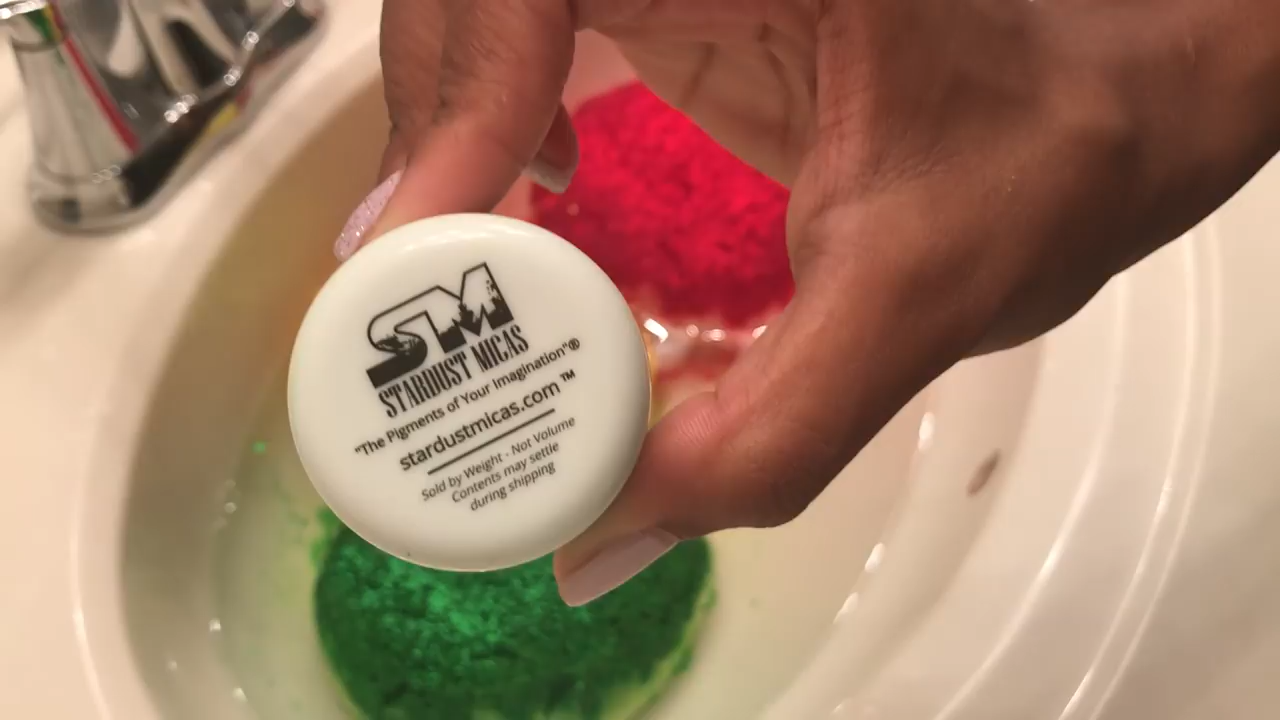 SM
STARDUST MICAS
"The Pigments of Your Imagination"®
stardustmicas.com ™
Sold by Weight - Not Volume
Contents may settle
during shipping